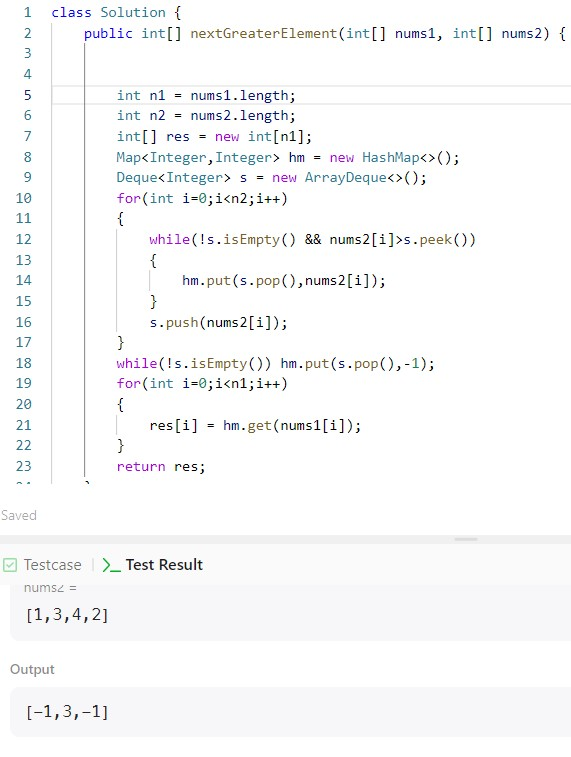 1 class Solution {
2 public int[] nextGreaterElement(int[] nums1, int[] nums2) {
3
4
5 int n1 = nums1.length;
6 int n2 = nums2.length;
7 int[] res = new int[n1];
8 Map<Integer,Integer> hm = new HashMap<>();
9 Deque<Integer> s = new ArrayDeque<>();
10 for(int i=0;i<n2;i++)
11 {
12 while(!s.isEmpty() && nums2[i]>s.peek())
13 {
14 hm.put(s.pop(),nums2[i]);
15 }
16 s.push(nums2[i]);
17 }
18 while(!s.isEmpty()) hm.put(s.pop(),-1);
19 for(int i=0;i<n1;i++)
20 {
21 res[i] = hm.get(nums1[i]);
22 }
23 return res;
Saved
Testcase
>_ Test Result
nums2 =
[1,3,4,2]
Output
[-1,3,-1]